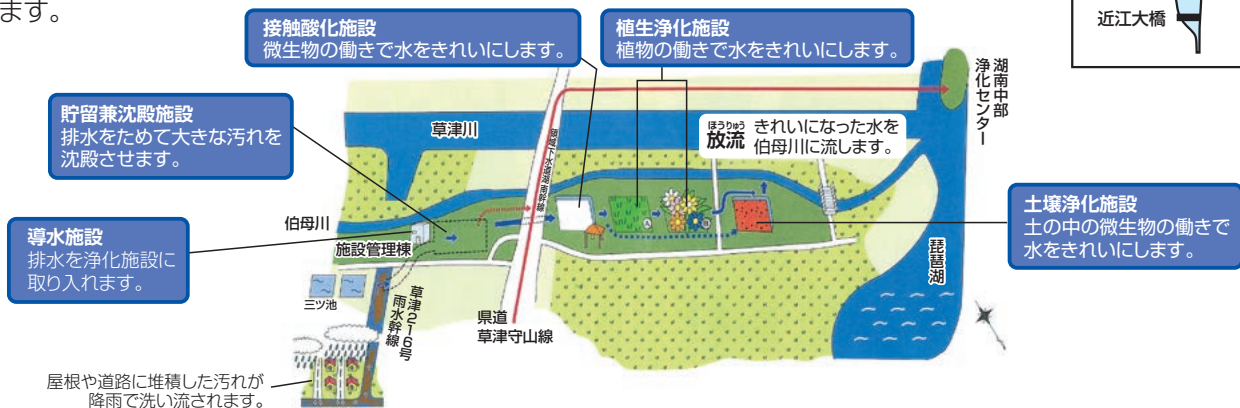 ます。
近江大橋
接触酸化施設
微生物の働きで水をきれいにします。
植生浄化施設
植物の働きで水をきれいにします。
湖南中部
浄化センター
貯留兼沈殿施設
排水をためて大きな汚れを
沈殿させます。
草津川
ほうりゅう
放流
きれいになった水を
伯母川に流します。
伯母川
導水施設
排水を浄化施設に
取り入れます。
施設管理棟
土壌浄化施設
土の中の微生物の働きで
水をきれいにします。
琵琶湖
三ツ池
草津216号
雨水幹線
県道
草津守山線
屋根や道路に堆積した汚れが
降雨で洗い流されます。